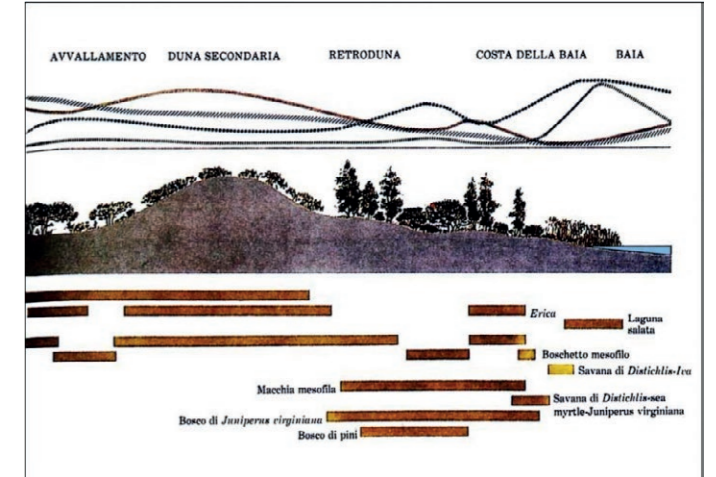 AVVALLAMENTO DUNA SECONDARIA RETRODUNA COSTA DELLA BAIA BAIA
Erica
Laguna
salata
Boschetto mesofilo
Savana di Distichlis-Iva
Macchia mesofila
Savana di Distichlis-sea
myrtle-Juniperus virginiana
Bosco di Juniperus virginiana
Bosco di pini